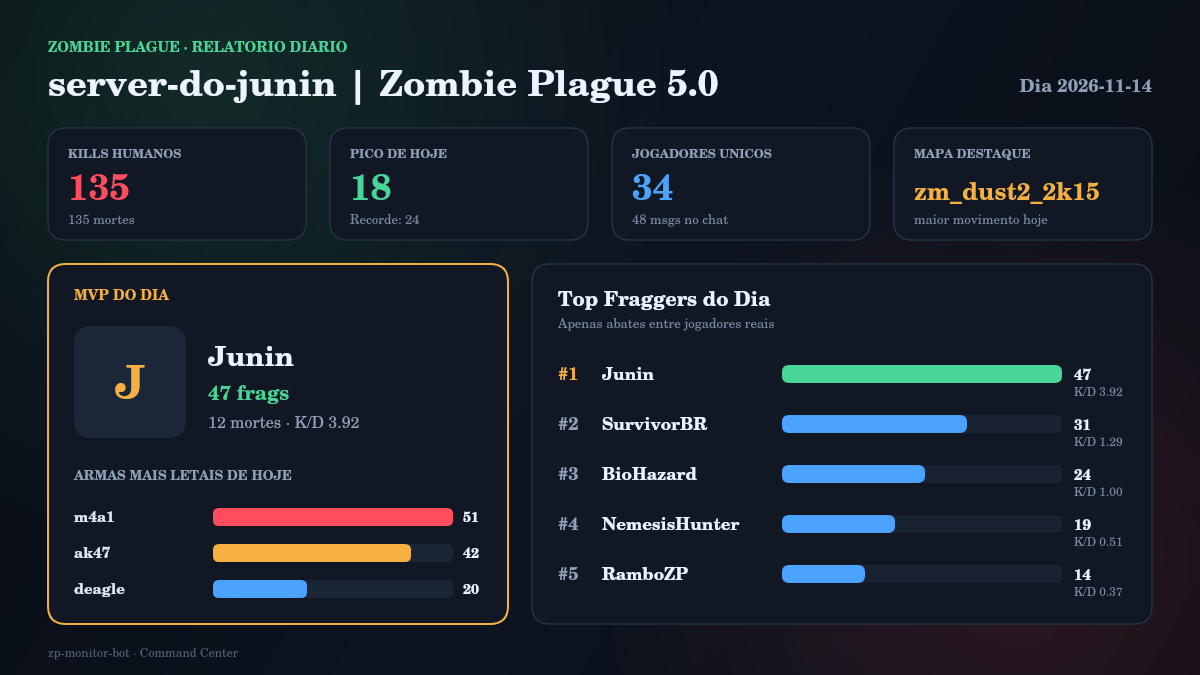 ZOMBIE PLAGUE · RELATORIO DIARIO
server-do-junin | Zombie Plague 5.0
Dia 2026-11-14
KILLS HUMANOS
135
135 mortes
PICO DE HOJE
18
Recorde: 24
JOGADORES UNICOS
34
48 msgs no chat
MAPA DESTAQUE
zm_dust2_2k15
maior movimento hoje
MVP DO DIA
J
Junin
47 frags
12 mortes · K/D 3.92
ARMAS MAIS LETAIS DE HOJE
m4a1 51
ak47 42
deagle 20
Top Fraggers do Dia
Apenas abates entre jogadores reais
#1 Junin 47
K/D 3.92
#2 SurvivorBR 31
K/D 1.29
#3 BioHazard 24
K/D 1.00
#4 NemesisHunter 19
K/D 0.51
#5 RamboZP 14
K/D 0.37
zp-monitor-bot · Command Center